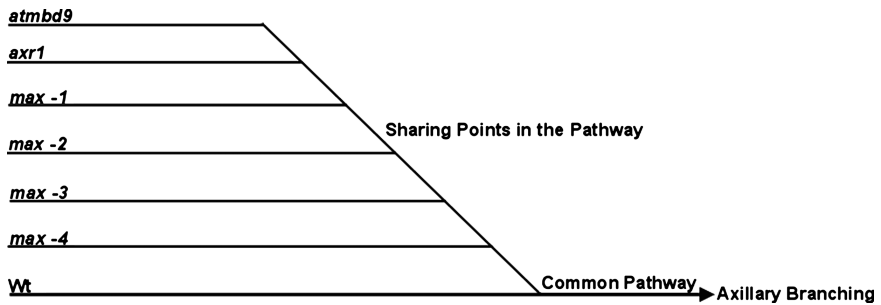 atmbd9
axr1
max -1
Sharing Points in the Pathway
max -2
max -3
max -4
Wt
Common Pathway
Axillary Branching